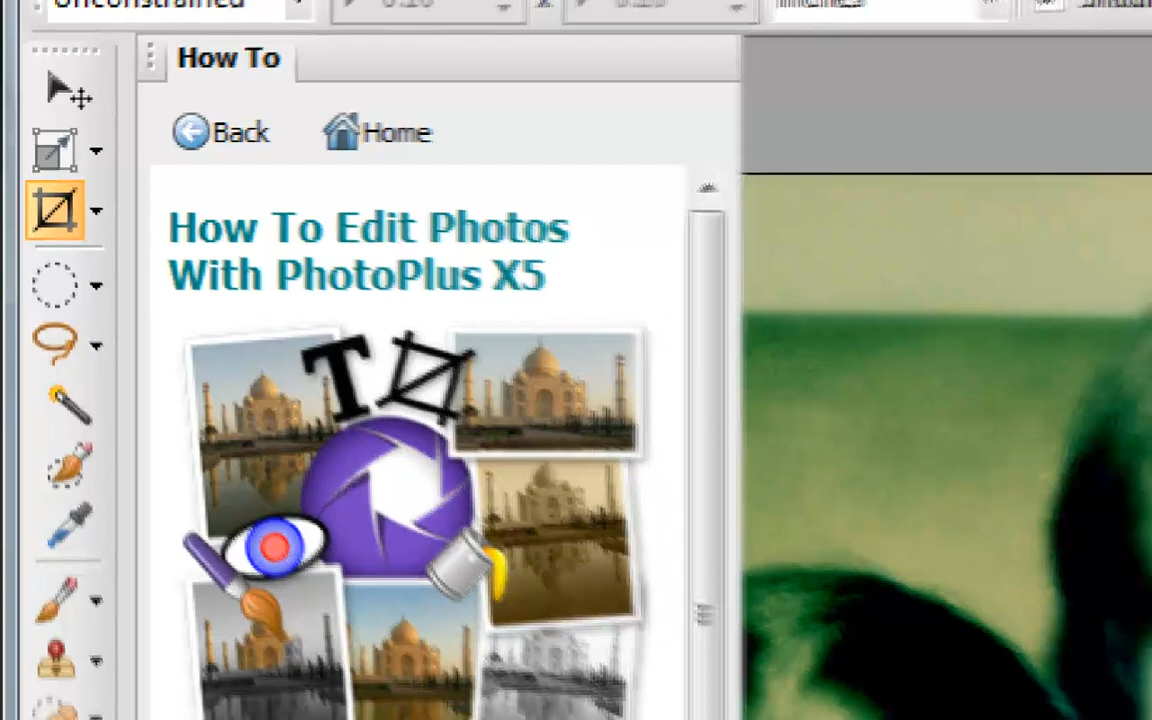 Unconstrained
How To
Back
Home
How To Edit Photos
With PhotoPlus X5
T